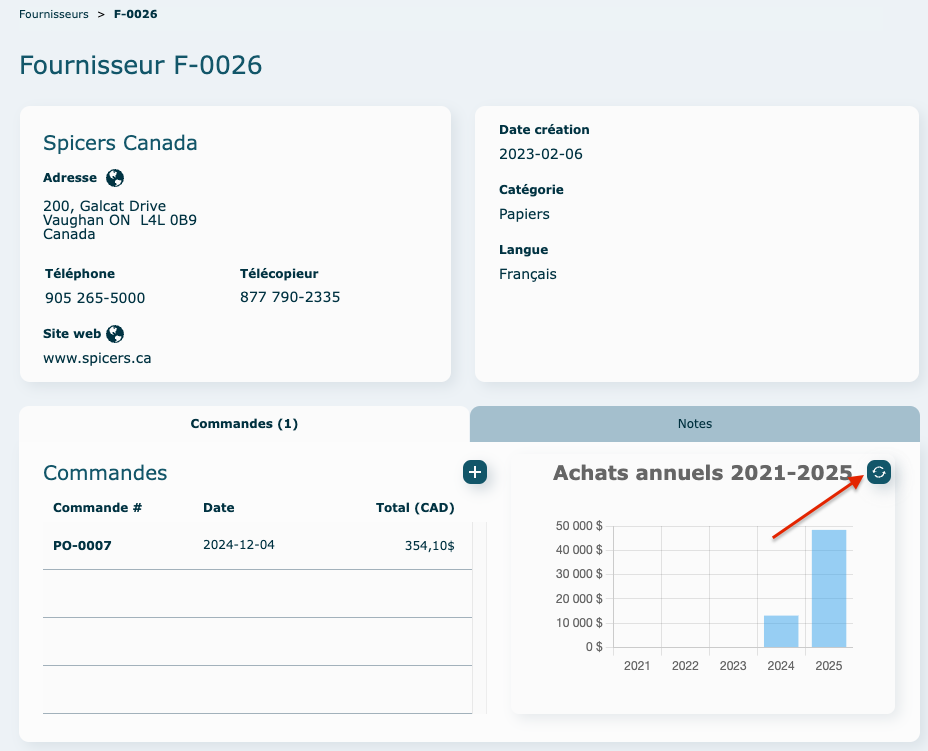 Fournisseurs > F-0026
Fournisseur F-0026
Spicers Canada
Adresse
200, Galcat Drive
Vaughan ON  L4L 0B9
Canada
Téléphone
905 265-5000
Télécopieur
877 790-2335
Site web
www.spicers.ca
Date création
2023-02-06
Catégorie
Papiers
Langue
Français
Commandes (1)
Notes
Commandes
Commande # Date Total (CAD)
PO-0007 2024-12-04 354,10$
Achats annuels 2021-2025
50 000 $
40 000 $
30 000 $
20 000 $
10 000 $
0 $
2021 2022 2023 2024 2025